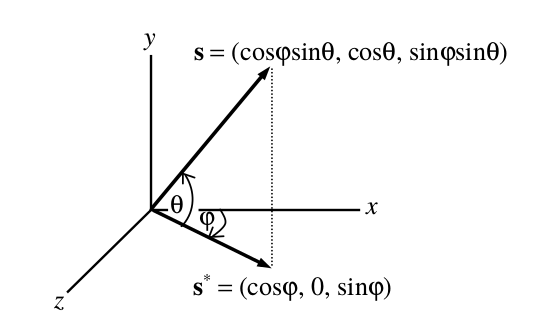 y
s = (cosφsinθ, cosθ, sinφsinθ)
θ
φ
x
s* = (cosφ, 0, sinφ)
z